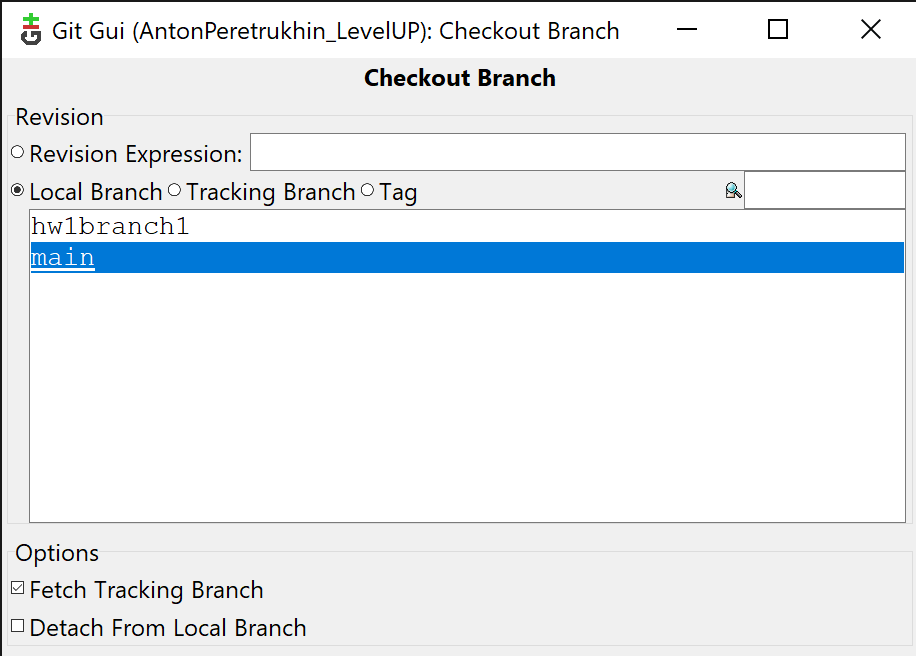 Git Gui (AntonPeretrukhin_LevelUP): Checkout Branch
Checkout Branch
Revision
Revision Expression:
Local Branch Tracking Branch Tag
hw1branch1
main
Options
Fetch Tracking Branch
Detach From Local Branch